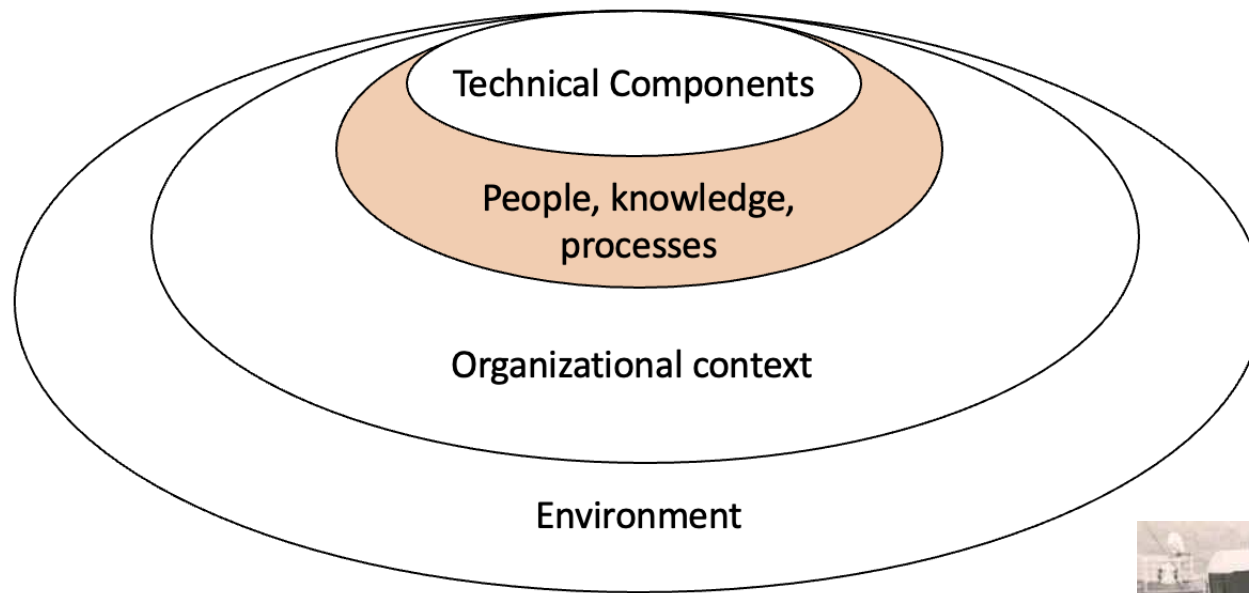 Technical Components
People, knowledge,
processes
Organizational context
Environment